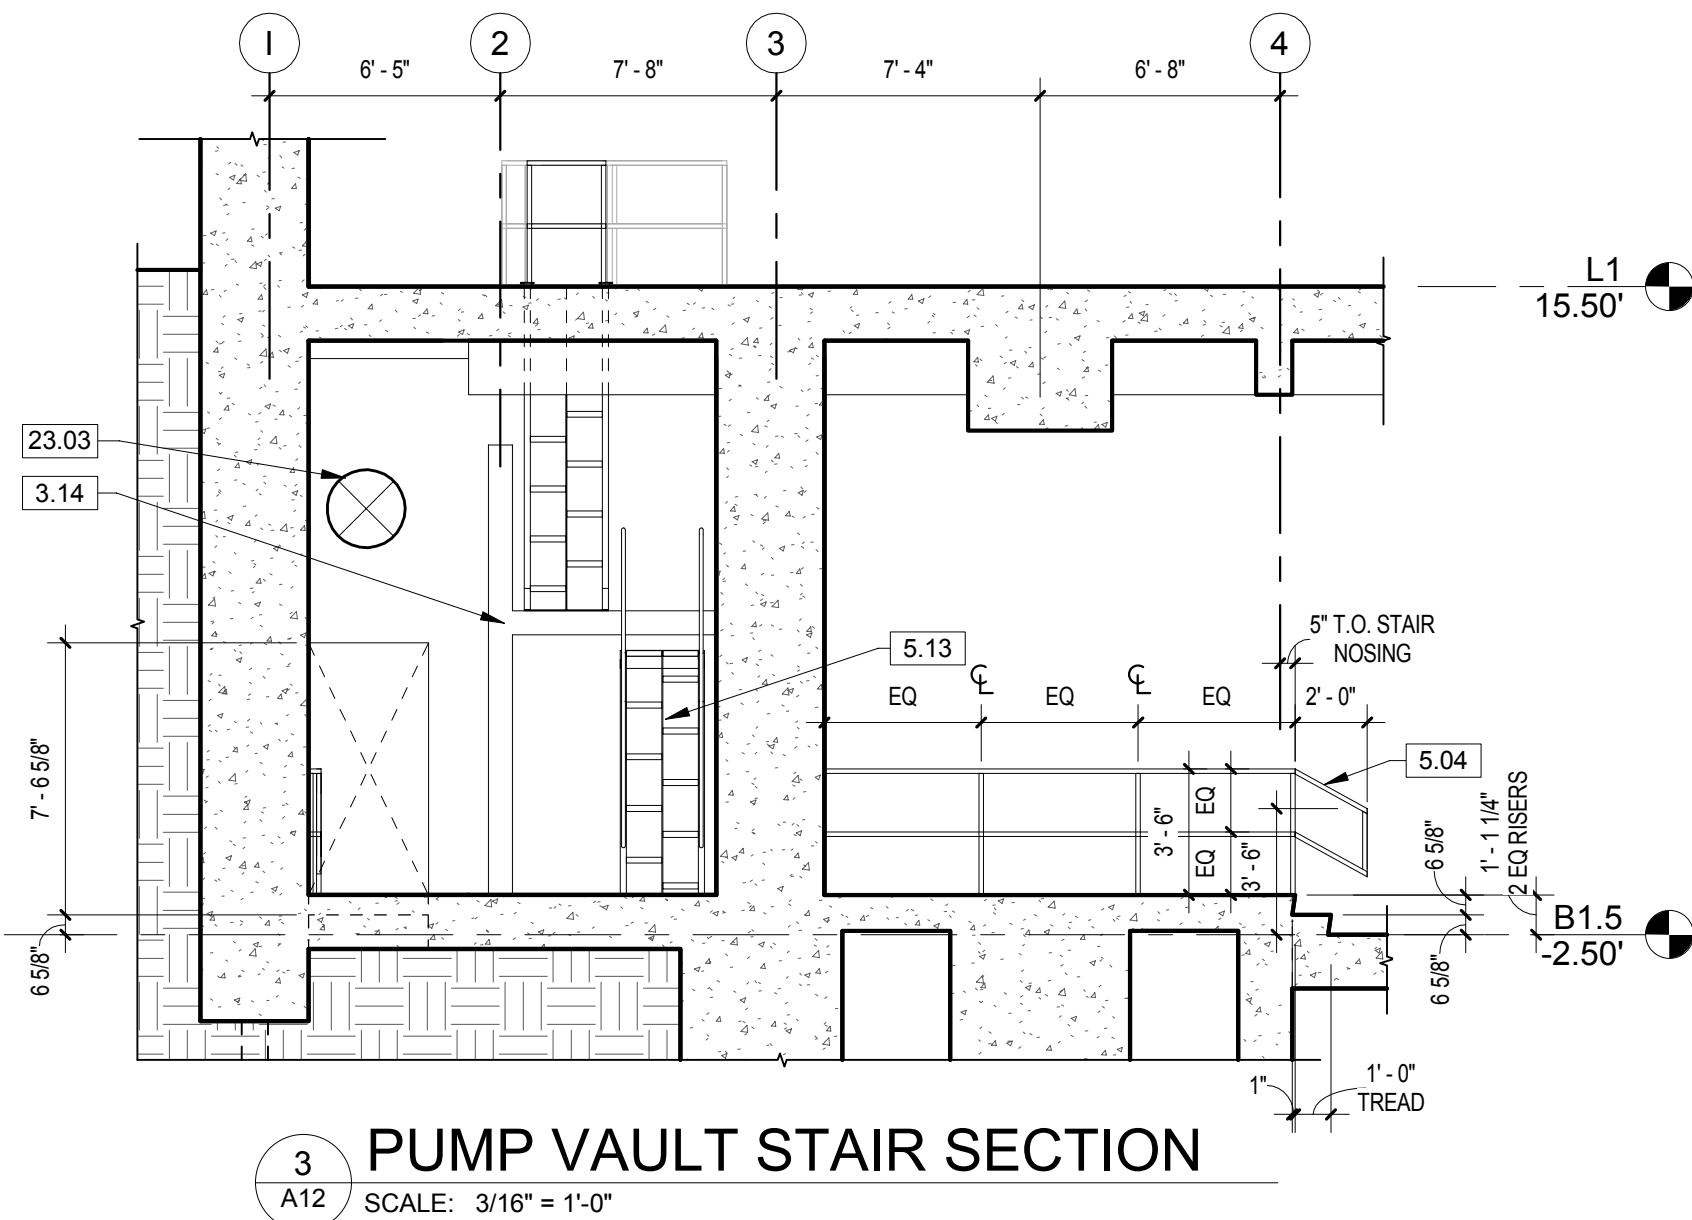 I
2
3
4
6' - 5"
7' - 8"
7' - 4"
6' - 8"
L1
15.50'
23.03
3.14
5.13
5" T.O. STAIR
NOSING
EQ
℄
EQ
℄
EQ
2' - 0"
5.04
7' - 6 5/8"
6 5/8"
3' - 6"
EQ
EQ
3' - 6"
6 5/8"
6 5/8"
1' - 1 1/4"
2 EQ RISERS
B1.5
-2.50'
1"
1' - 0"
TREAD
3
A12
PUMP VAULT STAIR SECTION
SCALE: 3/16" = 1'-0"